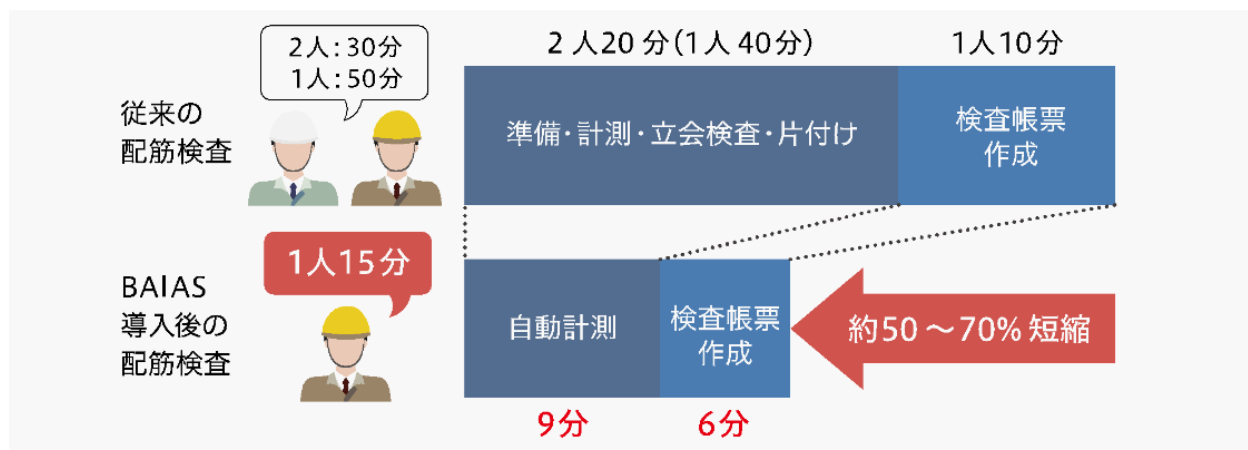 2人：30分
1人：50分
2人20分（1人40分）
1人10分
従来の
配筋検査
準備・計測・立会検査・片付け
検査帳票
作成
1人15分
BAIAS
導入後の
配筋検査
自動計測
検査帳票
作成
約50～70%短縮
9分
6分